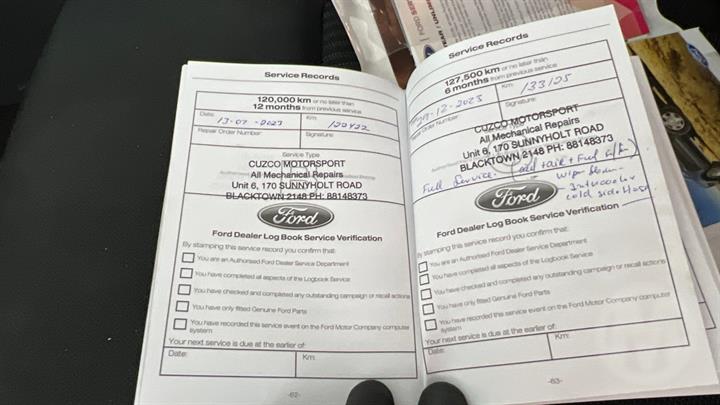 Service Records
120,000 km or no later than
12 months from previous service
Date:
13-07-2023
Km:
120422
Repair Order Number:
Signature:
Service Type
CUZCO MOTORSPORT
All Mechanical Repairs
Unit 6, 170 SUNNYHOLT ROAD
BLACKTOWN 2148 PH: 88148373
Ford
Ford Dealer Log Book Service Verification
By stamping this service record you confirm that:
You are an Authorised Ford Dealer Service Department
You have completed all aspects of the Logbook Service
You have checked and completed any outstanding campaign or recall actions
You have only fitted Genuine Ford Parts
You have recorded this service event on the Ford Motor Company computer
system
Your next service is due at the earlier of:
Date:
Km:
-62-
Service Records
127,500 km or no later than
6 months from previous service
-12-2023
Km:
133125
Order Number:
Signature:
CUZCO MOTORSPORT
All Mechanical Repairs
Unit 6, 170 SUNNYHOLT ROAD
BLACKTOWN 2148 PH: 88148373
Full Service.
+ Fuel
Wiper
Intercooler
cold side Hose
Ford
Ford Dealer Log Book Service Verification
By stamping this service record you confirm that:
You are an Authorised Ford Dealer Service Department
You have completed all aspects of the Logbook Service
You have checked and completed any outstanding campaign or recall actions
You have only fitted Genuine Ford Parts
You have recorded this service event on the Ford Motor Company computer
system
Your next service is due at the earlier of:
Date:
Km:
-63-